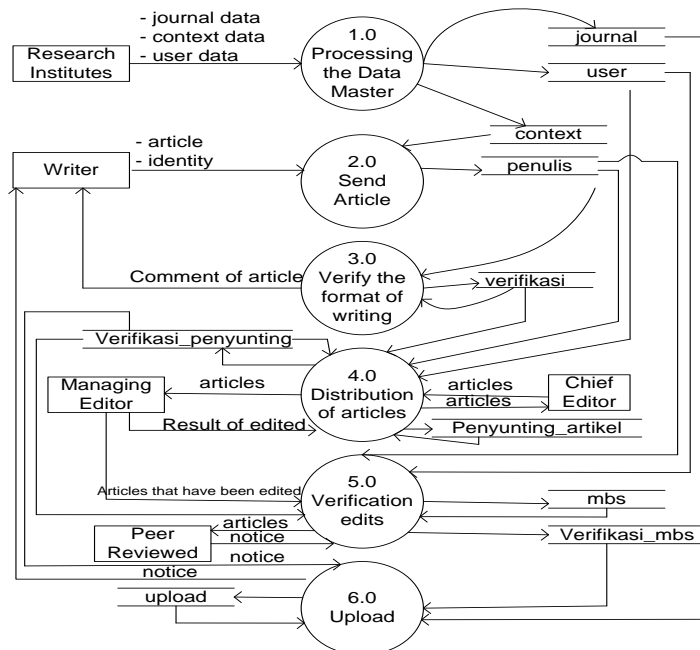 - journal data
- context data
- user data
Research
Institutes
1.0
Processing
the Data
Master
journal
user
context
- article
- identity
Writer
2.0
Send
Article
penulis
Comment of article
3.0
Verify the
format of
writing
verifikasi
Verifikasi_penyunting
Managing
Editor
articles
Result of edited
4.0
Distribution
of articles
articles
articles
Chief
Editor
Penyunting_artikel
Articles that have been edited
5.0
Verification
edits
mbs
Peer
Reviewed
articles
notice
notice
notice
Verifikasi_mbs
upload
6.0
Upload